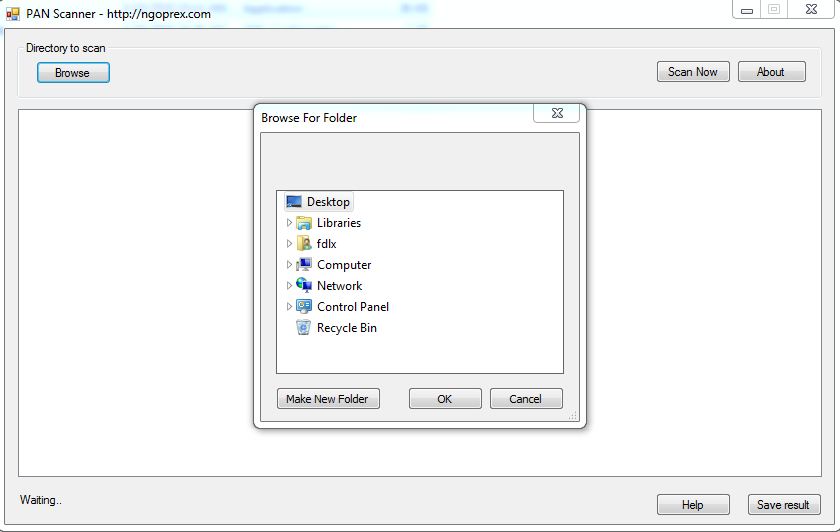 PAN Scanner - http://ngoprex.com
Directory to scan
Browse
Scan Now
About
Browse For Folder
Desktop
Libraries
fdlx
Computer
Network
Control Panel
Recycle Bin
Make New Folder
OK
Cancel
Waiting..
Help
Save result